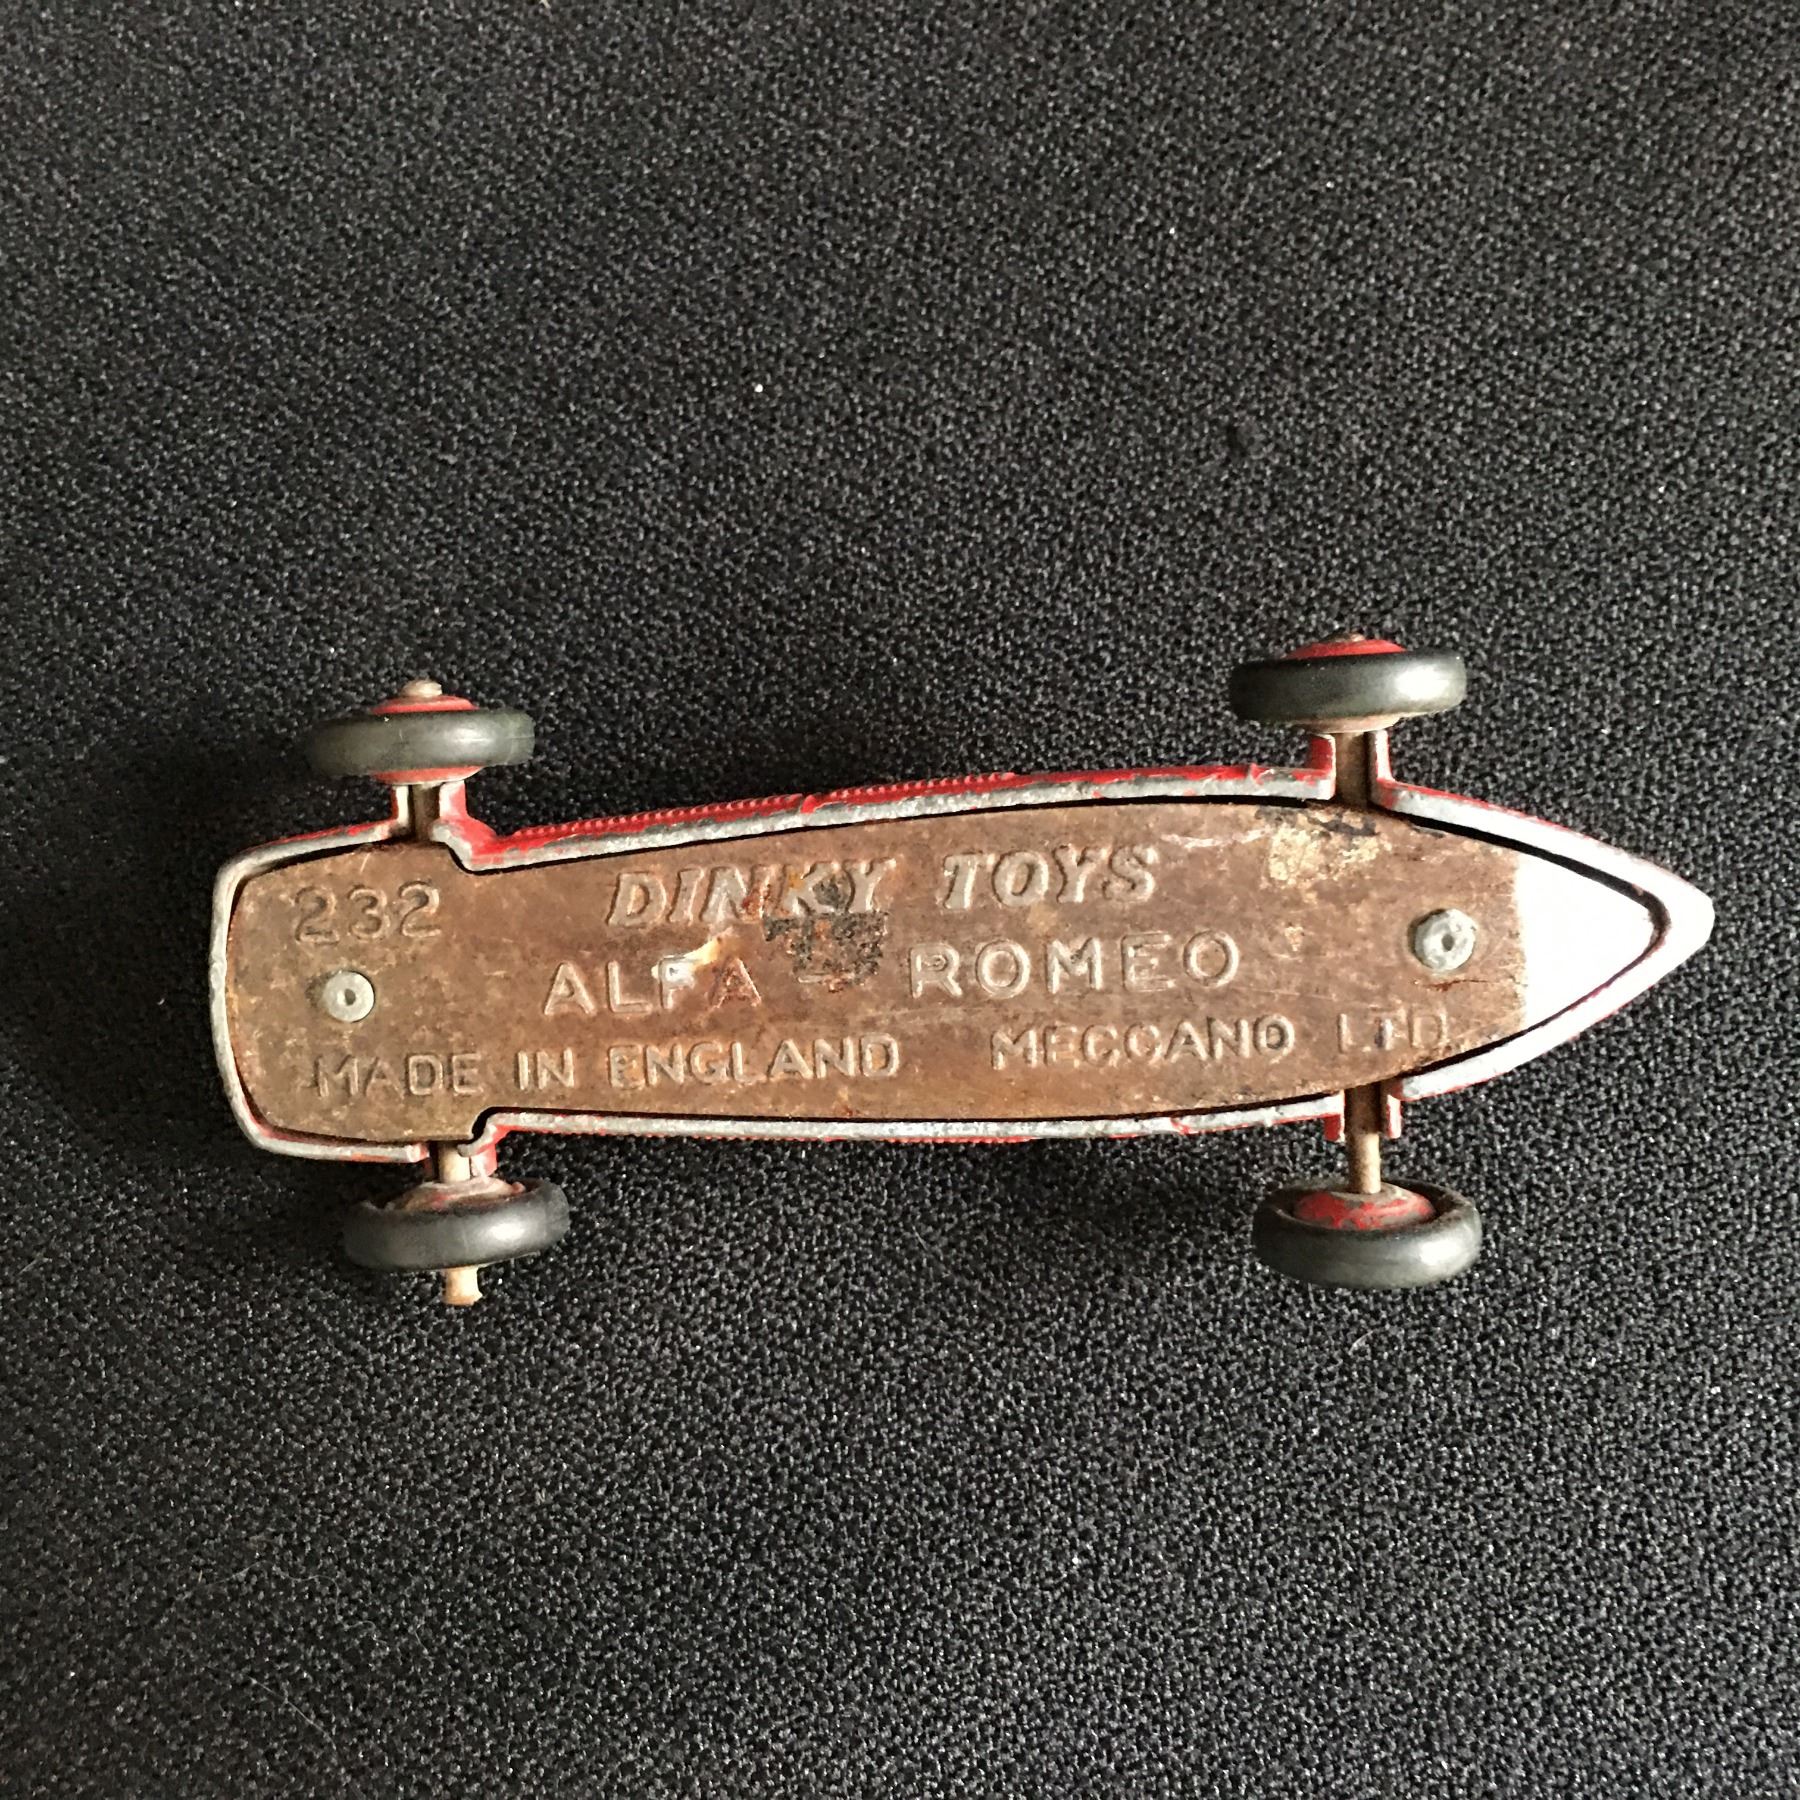 232
DINKY TOYS
ALFA - ROMEO
MADE IN ENGLAND MECCANO LTD.